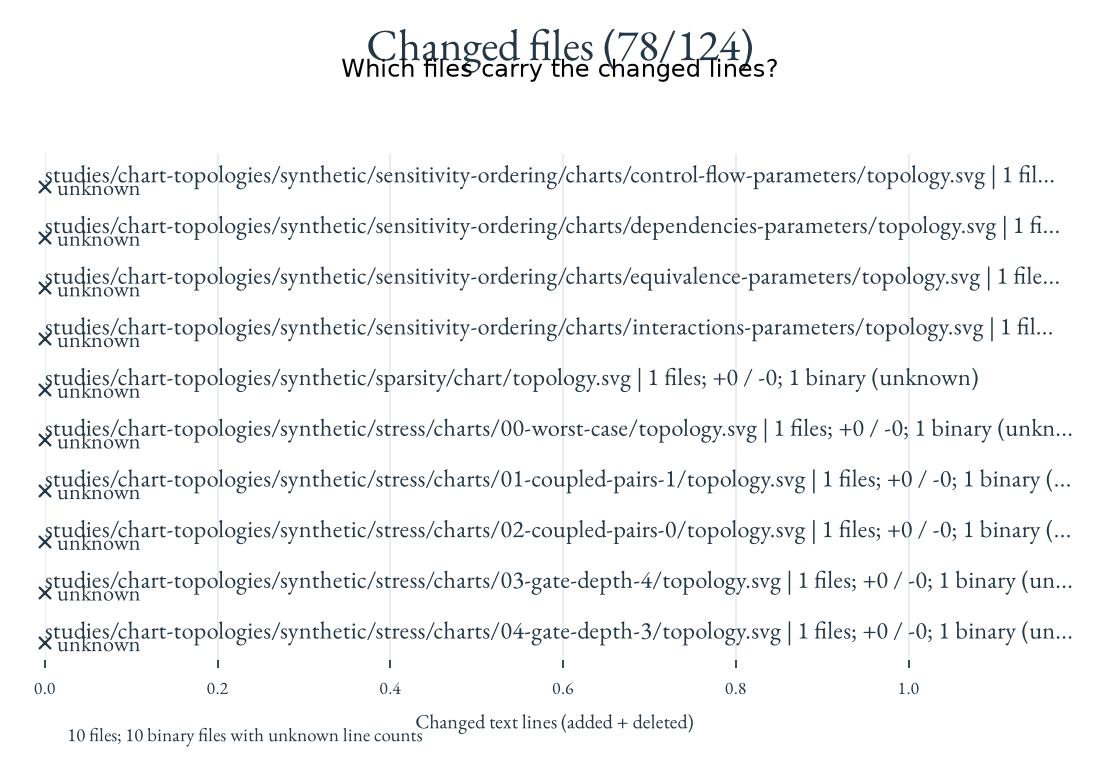 Changed files (78/124)
Which files carry the changed lines?
studies/chart-topologies/synthetic/sensitivity-ordering/charts/control-flow-parameters/topology.svg | 1 fil...
unknown
studies/chart-topologies/synthetic/sensitivity-ordering/charts/dependencies-parameters/topology.svg | 1 fi...
unknown
studies/chart-topologies/synthetic/sensitivity-ordering/charts/equivalence-parameters/topology.svg | 1 file...
unknown
studies/chart-topologies/synthetic/sensitivity-ordering/charts/interactions-parameters/topology.svg | 1 fil...
unknown
studies/chart-topologies/synthetic/sparsity/chart/topology.svg | 1 files; +0 / -0; 1 binary (unknown)
unknown
studies/chart-topologies/synthetic/stress/charts/00-worst-case/topology.svg | 1 files; +0 / -0; 1 binary (unkn...
unknown
studies/chart-topologies/synthetic/stress/charts/01-coupled-pairs-1/topology.svg | 1 files; +0 / -0; 1 binary (...
unknown
studies/chart-topologies/synthetic/stress/charts/02-coupled-pairs-0/topology.svg | 1 files; +0 / -0; 1 binary (...
unknown
studies/chart-topologies/synthetic/stress/charts/03-gate-depth-4/topology.svg | 1 files; +0 / -0; 1 binary (un...
unknown
studies/chart-topologies/synthetic/stress/charts/04-gate-depth-3/topology.svg | 1 files; +0 / -0; 1 binary (un...
unknown
0.0 0.2 0.4 0.6 0.8 1.0
Changed text lines (added + deleted)
10 files; 10 binary files with unknown line counts